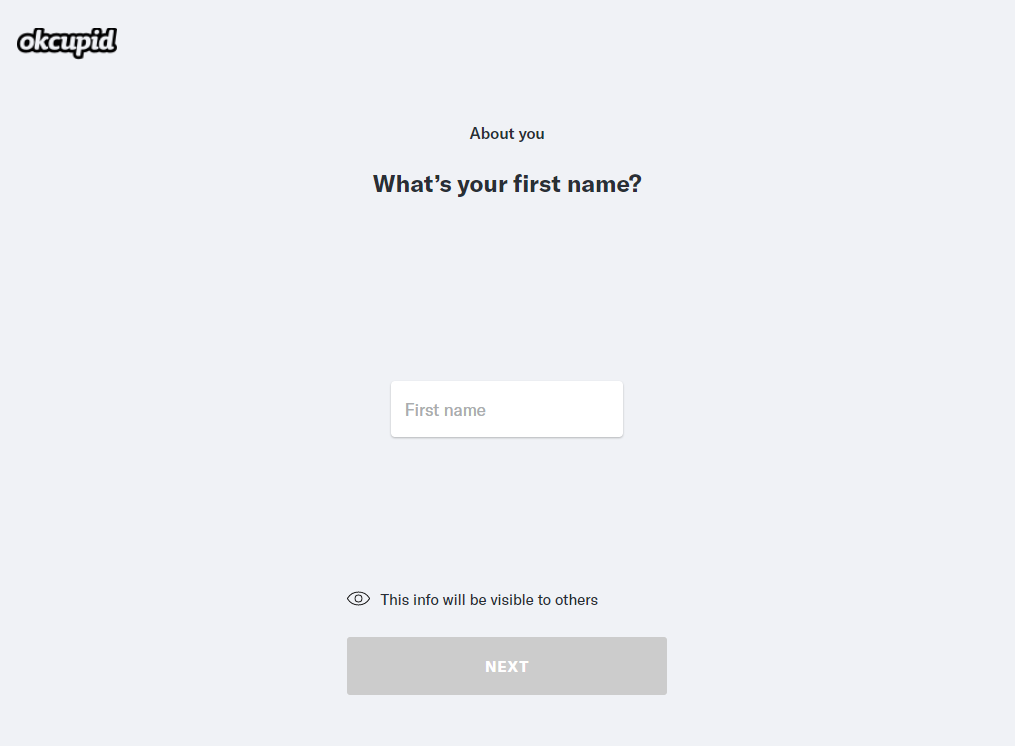 okcupid
About you
What’s your first name?
First name
This info will be visible to others
NEXT